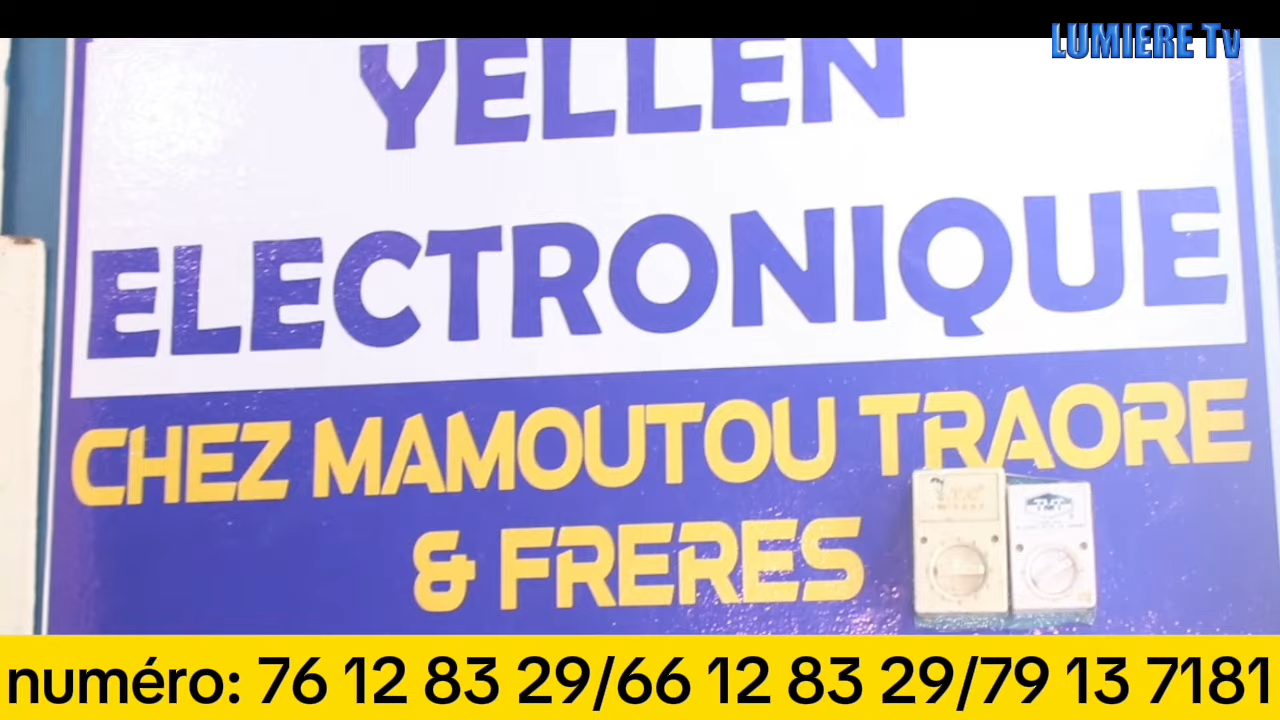 LUMIERE Tv
YELLEN
ELECTRONIQUE
CHEZ MAMOUTOU TRAORE
& FRERES
TMT
numéro: 76 12 83 29/66 12 83 29/79 13 7181